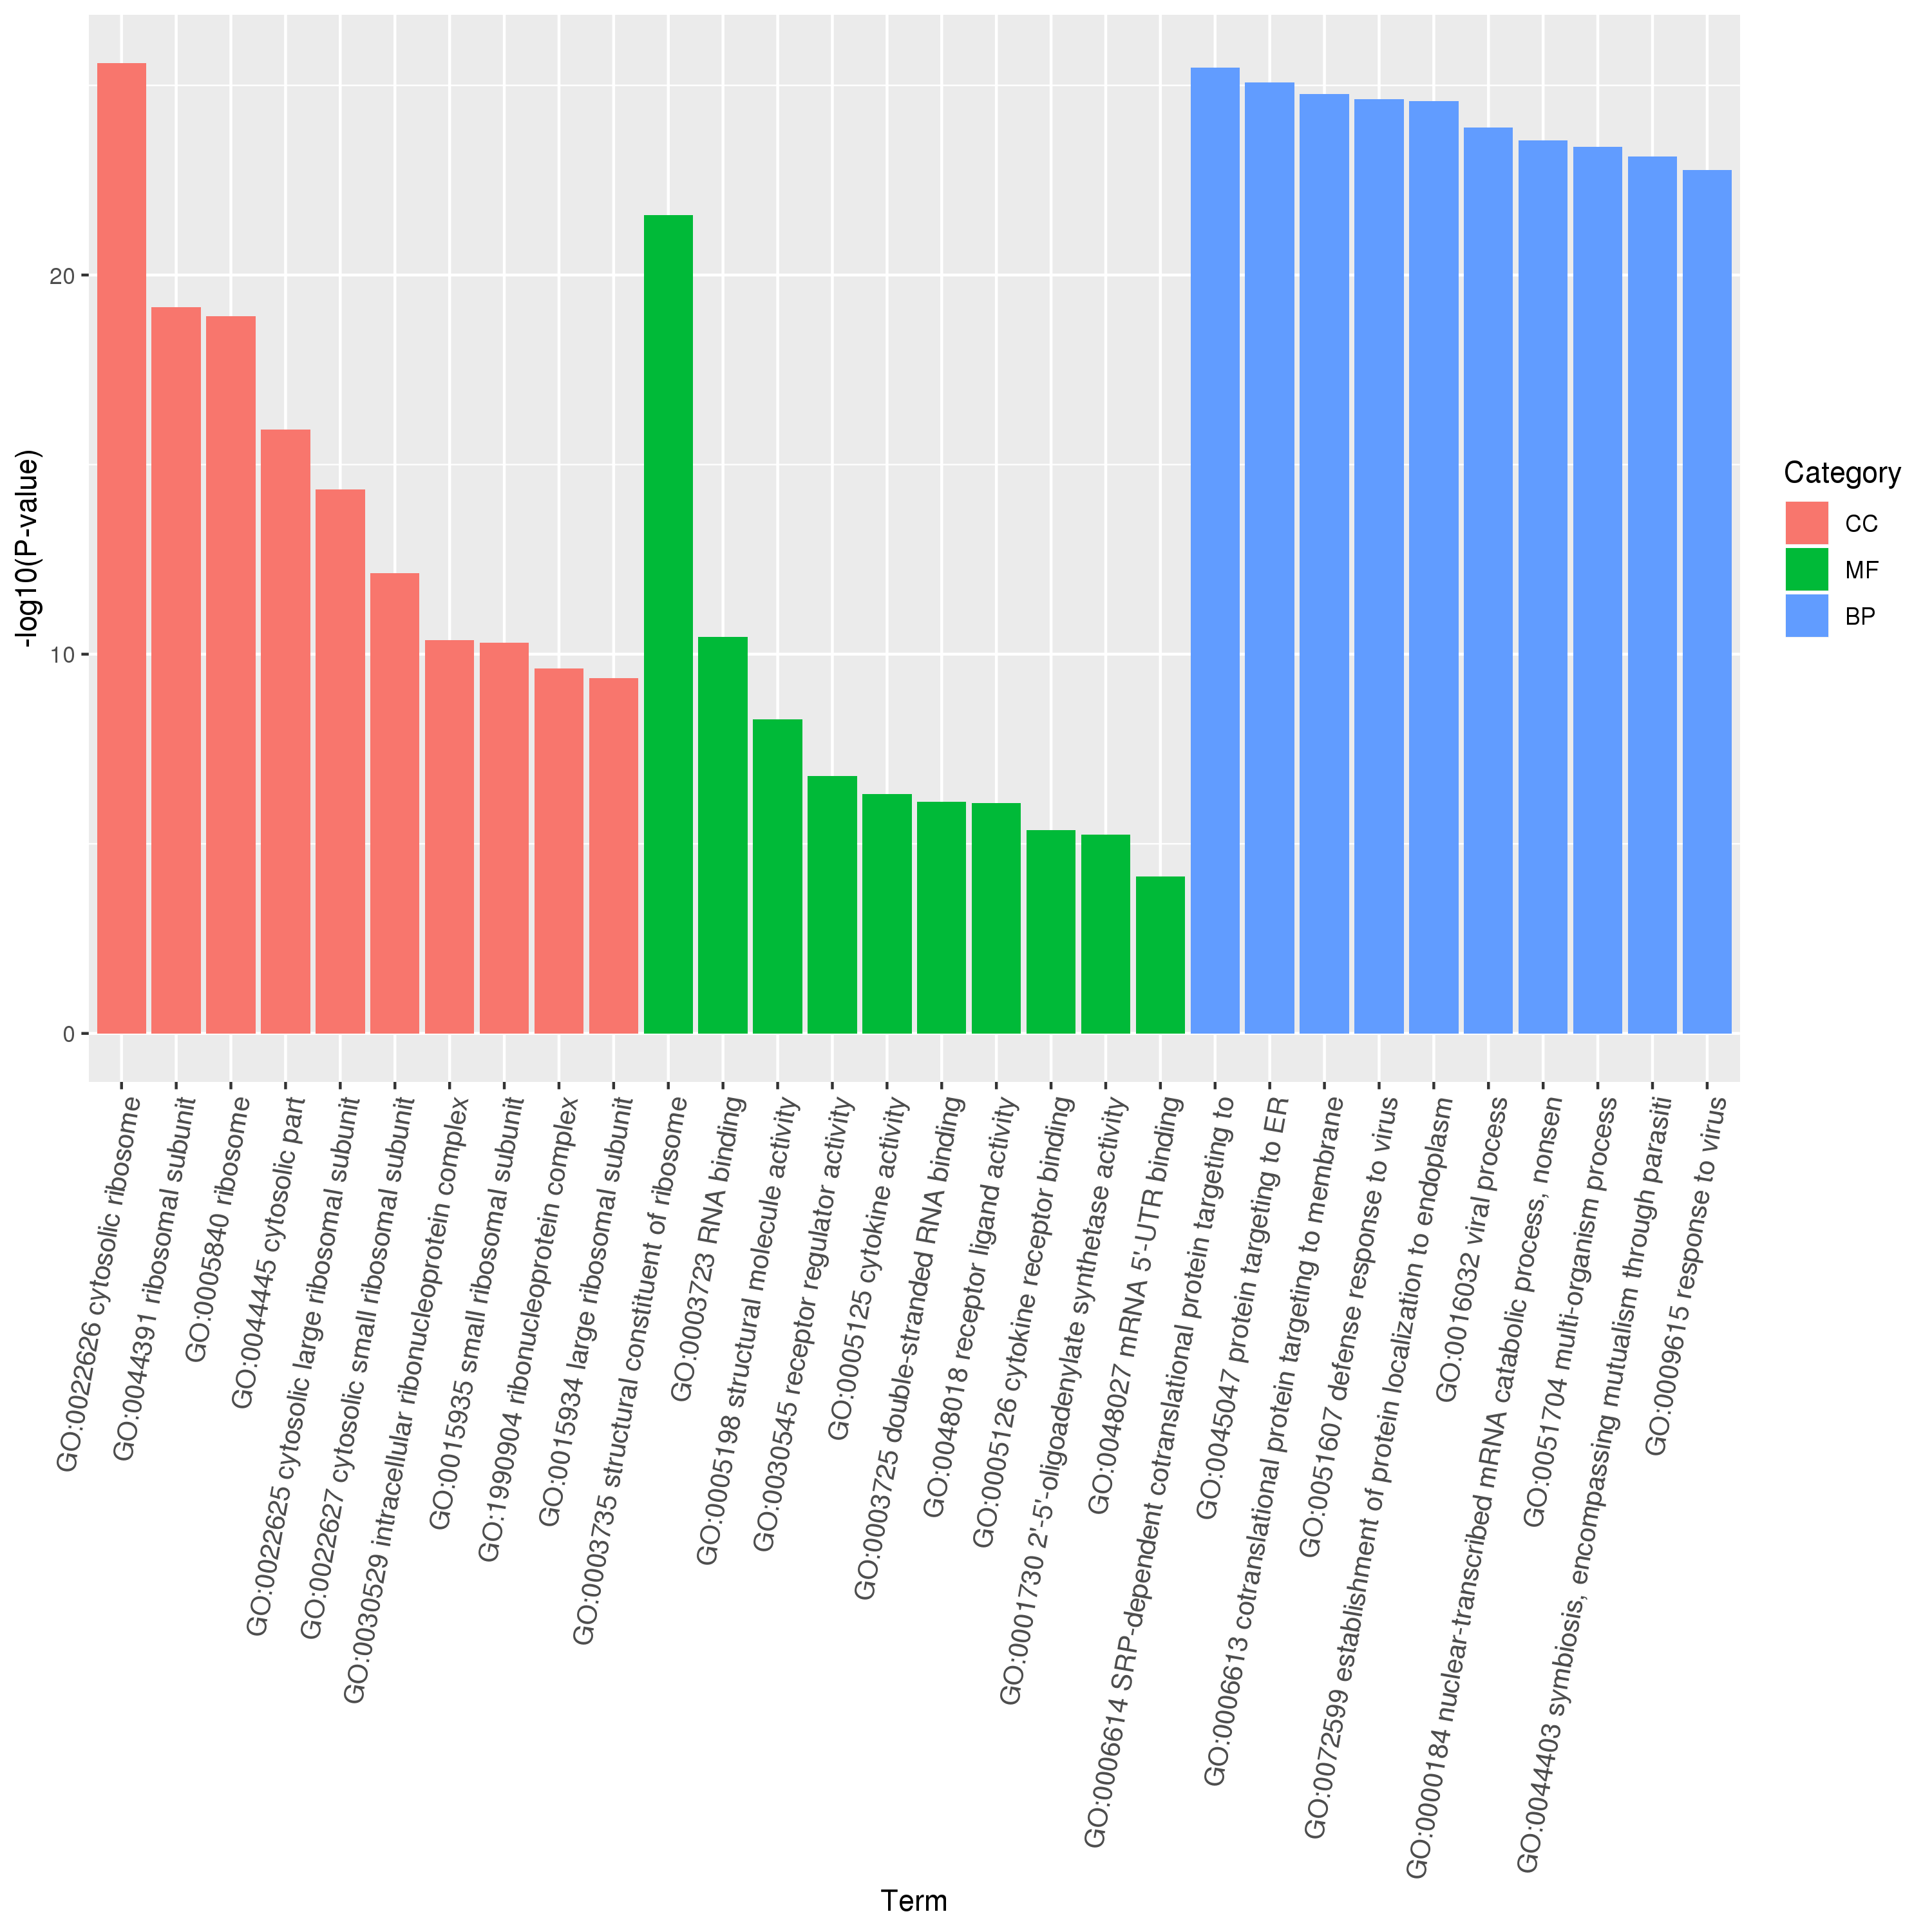 -log10(P-value)
20
10
0
GO:0022626 cytosolic ribosome
GO:0044391 ribosomal subunit
GO:0005840 ribosome
GO:0044445 cytosolic part
GO:0022625 cytosolic large ribosomal subunit
GO:0022627 cytosolic small ribosomal subunit
GO:0030529 intracellular ribonucleoprotein complex
GO:0015935 small ribosomal subunit
GO:1990904 ribonucleoprotein complex
GO:0015934 large ribosomal subunit
GO:0003735 structural constituent of ribosome
GO:0003723 RNA binding
GO:0005198 structural molecule activity
GO:0030545 receptor regulator activity
GO:0005125 cytokine activity
GO:0003725 double-stranded RNA binding
GO:0048018 receptor ligand activity
GO:0005126 cytokine receptor binding
GO:0001730 2'-5'-oligoadenylate synthetase activity
GO:0048027 mRNA 5'-UTR binding
GO:0006614 SRP-dependent cotranslational protein targeting to
GO:0045047 protein targeting to ER
GO:0006613 cotranslational protein targeting to membrane
GO:0051607 defense response to virus
GO:0072599 establishment of protein localization to endoplasm
GO:0016032 viral process
GO:0000184 nuclear-transcribed mRNA catabolic process, nonsen
GO:0051704 multi-organism process
GO:0044403 symbiosis, encompassing mutualism through parasiti
GO:0009615 response to virus
Term
Category
CC
MF
BP